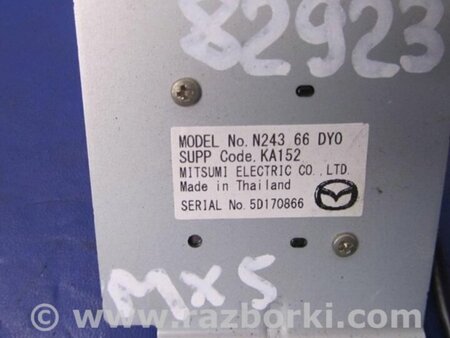 82923
MODEL No. N243 66 DYO
SUPP Code. KA152
MITSUMI ELECTRIC CO., LTD.
Made in Thailand
SERIAL No. 5D170866
MX5
© www.razborki.com